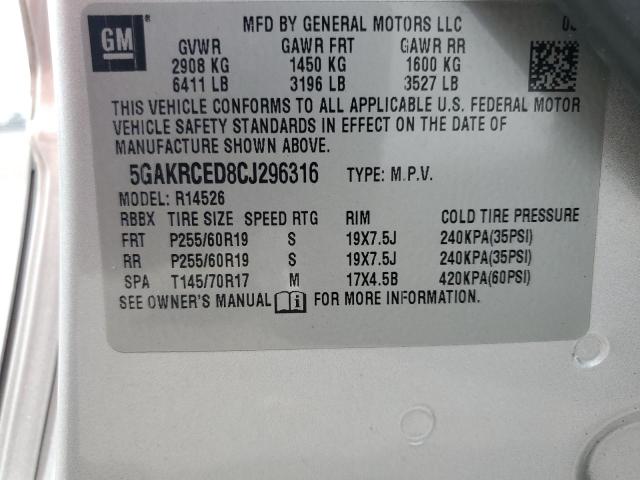 GM
MFD BY GENERAL MOTORS LLC
GVWR GAWR FRT GAWR RR
2908 KG 1450 KG 1600 KG
6411 LB 3196 LB 3527 LB
THIS VEHICLE CONFORMS TO ALL APPLICABLE U.S. FEDERAL MOTOR
VEHICLE SAFETY STANDARDS IN EFFECT ON THE DATE OF
MANUFACTURE SHOWN ABOVE.
5GAKRCED8CJ296316 TYPE: M.P.V.
MODEL: R14526
RBBX TIRE SIZE SPEED RTG RIM COLD TIRE PRESSURE
FRT P255/60R19 S 19X7.5J 240KPA(35PSI)
RR P255/60R19 S 19X7.5J 240KPA(35PSI)
SPA T145/70R17 M 17X4.5B 420KPA(60PSI)
SEE OWNER'S MANUAL FOR MORE INFORMATION.